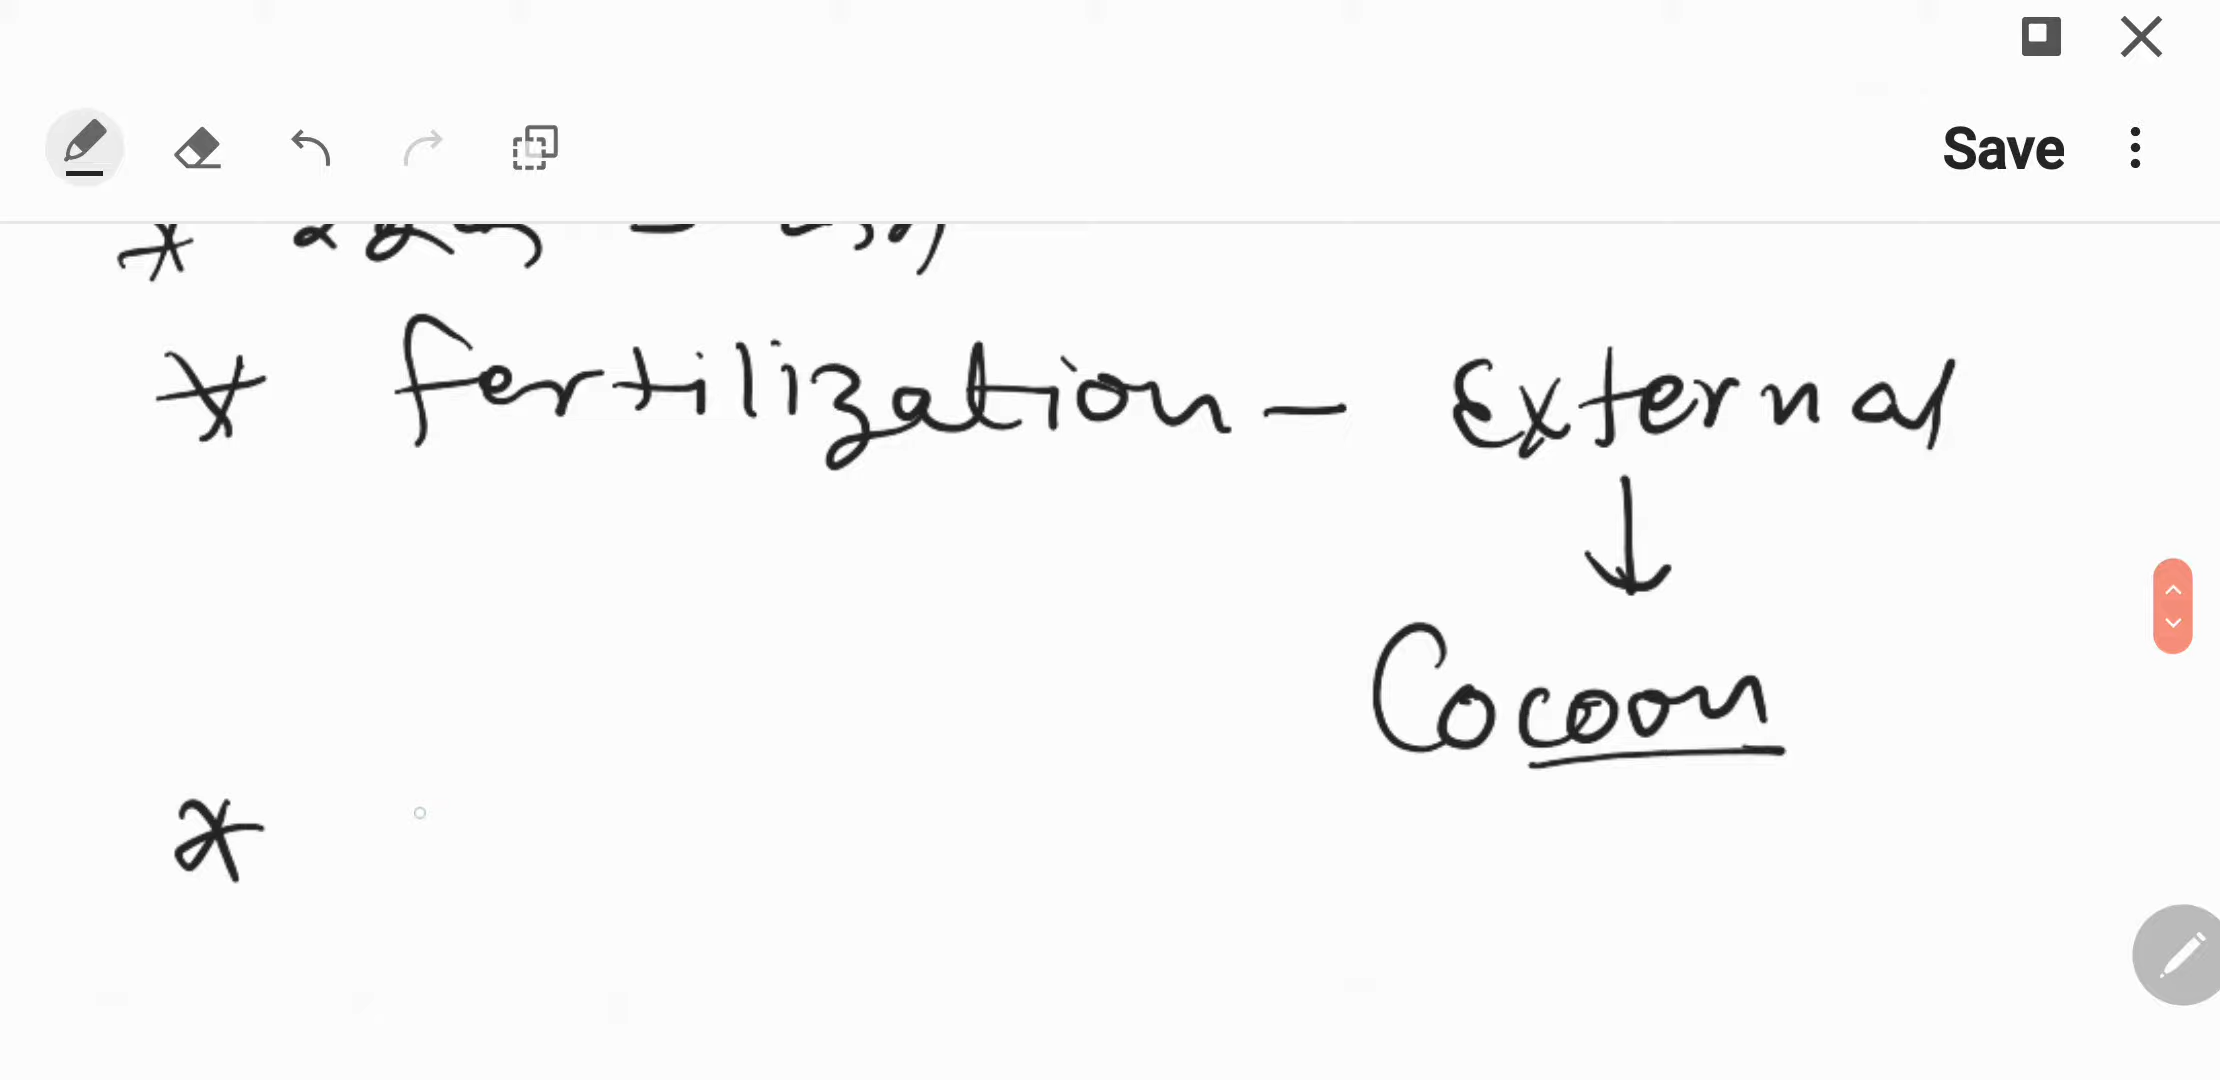 Save
* fertilization - External
↓
Cocoon
*